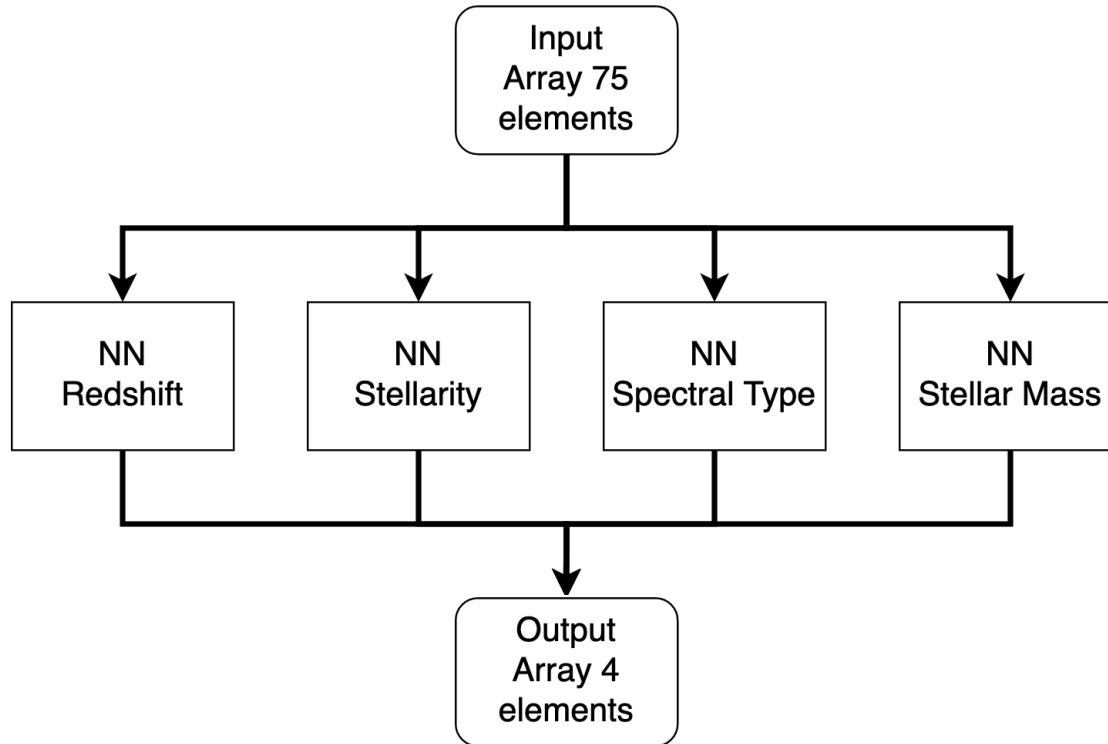 Input
Array 75
elements
NN
Redshift
NN
Stellarity
NN
Spectral Type
NN
Stellar Mass
Output
Array 4
elements